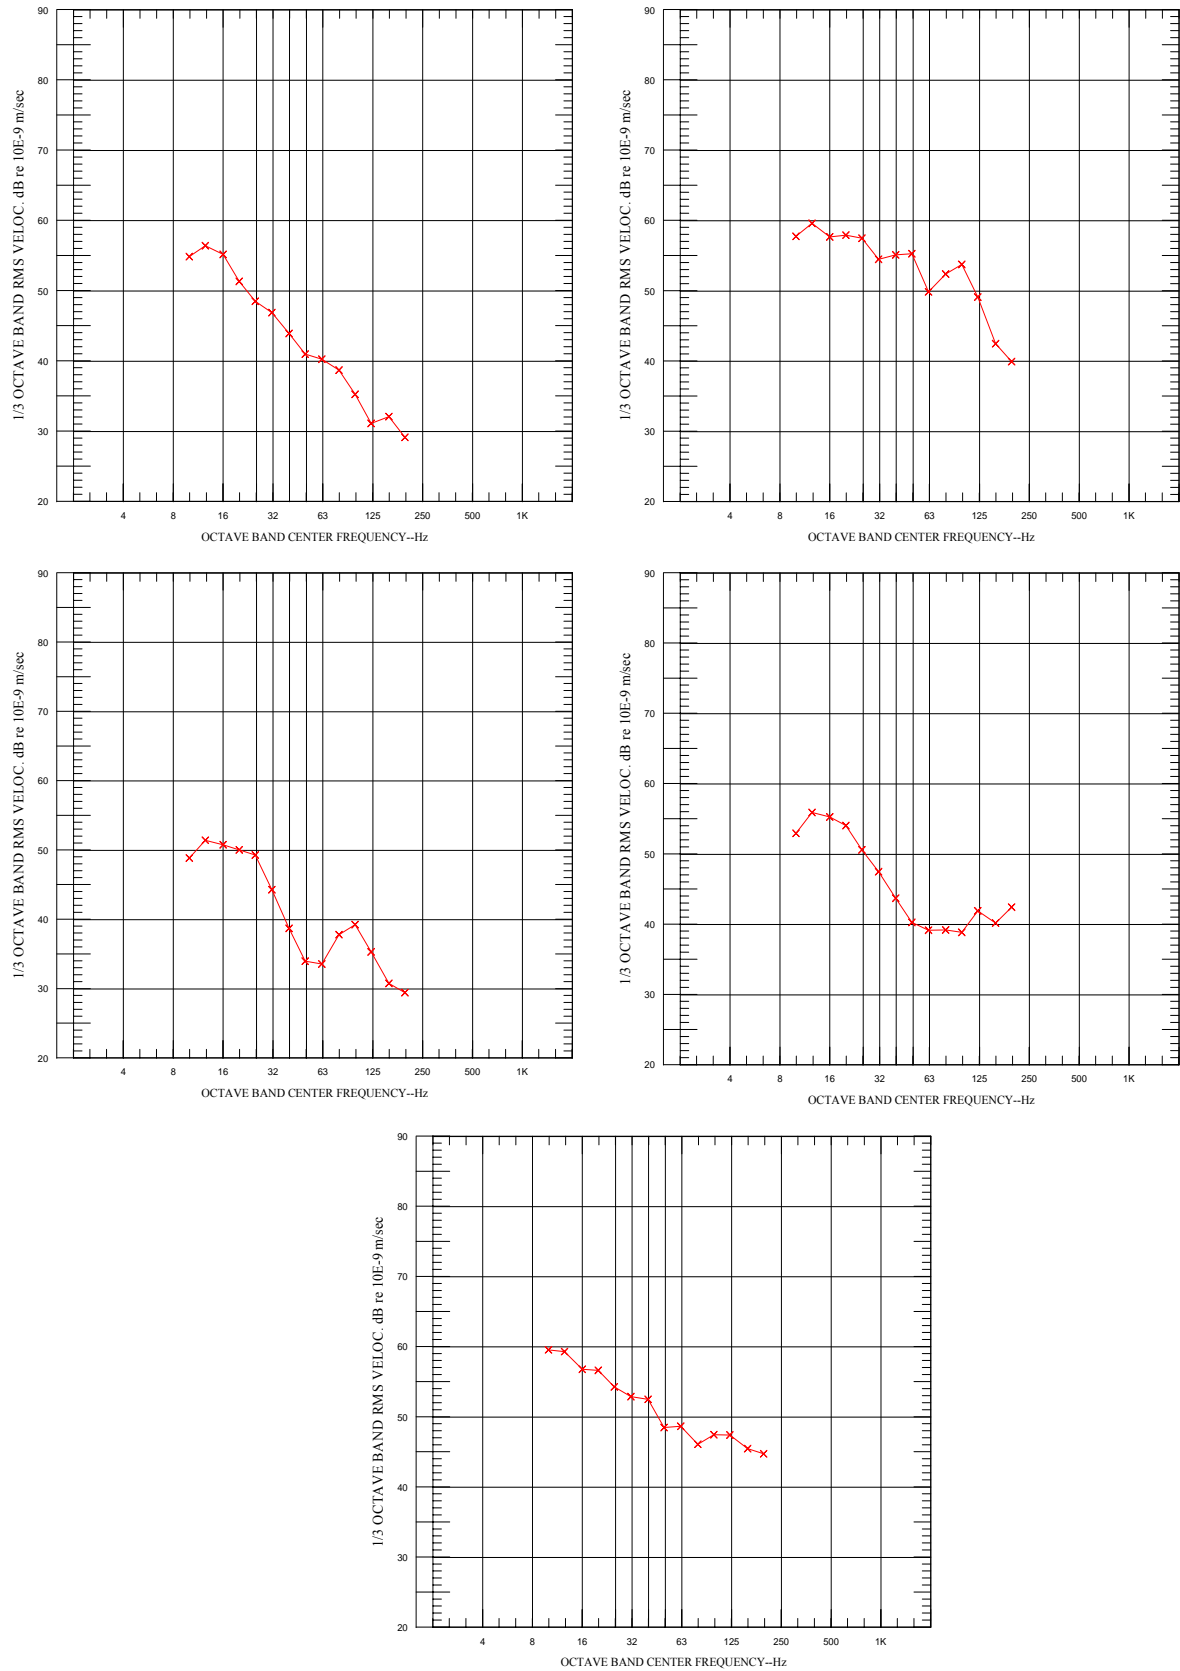 90
80
70
60
50
40
30
20
1/3 OCTAVE BAND RMS VELOC. dB re 10E-9 m/sec
4 8 16 32 63 125 250 500 1K
OCTAVE BAND CENTER FREQUENCY--Hz
90
80
70
60
50
40
30
20
1/3 OCTAVE BAND RMS VELOC. dB re 10E-9 m/sec
4 8 16 32 63 125 250 500 1K
OCTAVE BAND CENTER FREQUENCY--Hz
90
80
70
60
50
40
30
20
1/3 OCTAVE BAND RMS VELOC. dB re 10E-9 m/sec
4 8 16 32 63 125 250 500 1K
OCTAVE BAND CENTER FREQUENCY--Hz
90
80
70
60
50
40
30
20
1/3 OCTAVE BAND RMS VELOC. dB re 10E-9 m/sec
4 8 16 32 63 125 250 500 1K
OCTAVE BAND CENTER FREQUENCY--Hz
90
80
70
60
50
40
30
20
1/3 OCTAVE BAND RMS VELOC. dB re 10E-9 m/sec
4 8 16 32 63 125 250 500 1K
OCTAVE BAND CENTER FREQUENCY--Hz